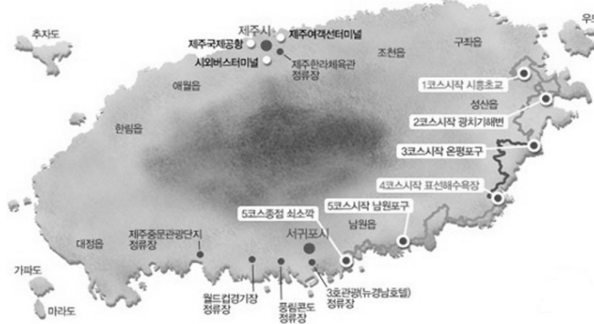 추자도
제주시
제주여객선터미널
제주국제공항
시외버스터미널
제주한라체육관
정류장
조천읍
구좌읍
애월읍
한림읍
1코스시작 시흥초교
성산읍
2코스시작 광치기해변
3코스시작 온평포구
4코스시작 표선해수욕장
5코스시작 남원포구
5코스종점 쇠소깍
남원읍
서귀포시
제주중문관광단지
정류장
대정읍
가파도
마라도
월드컵경기장
정류장
풍림콘도
정류장
3호관광(뉴경남호텔)
정류장